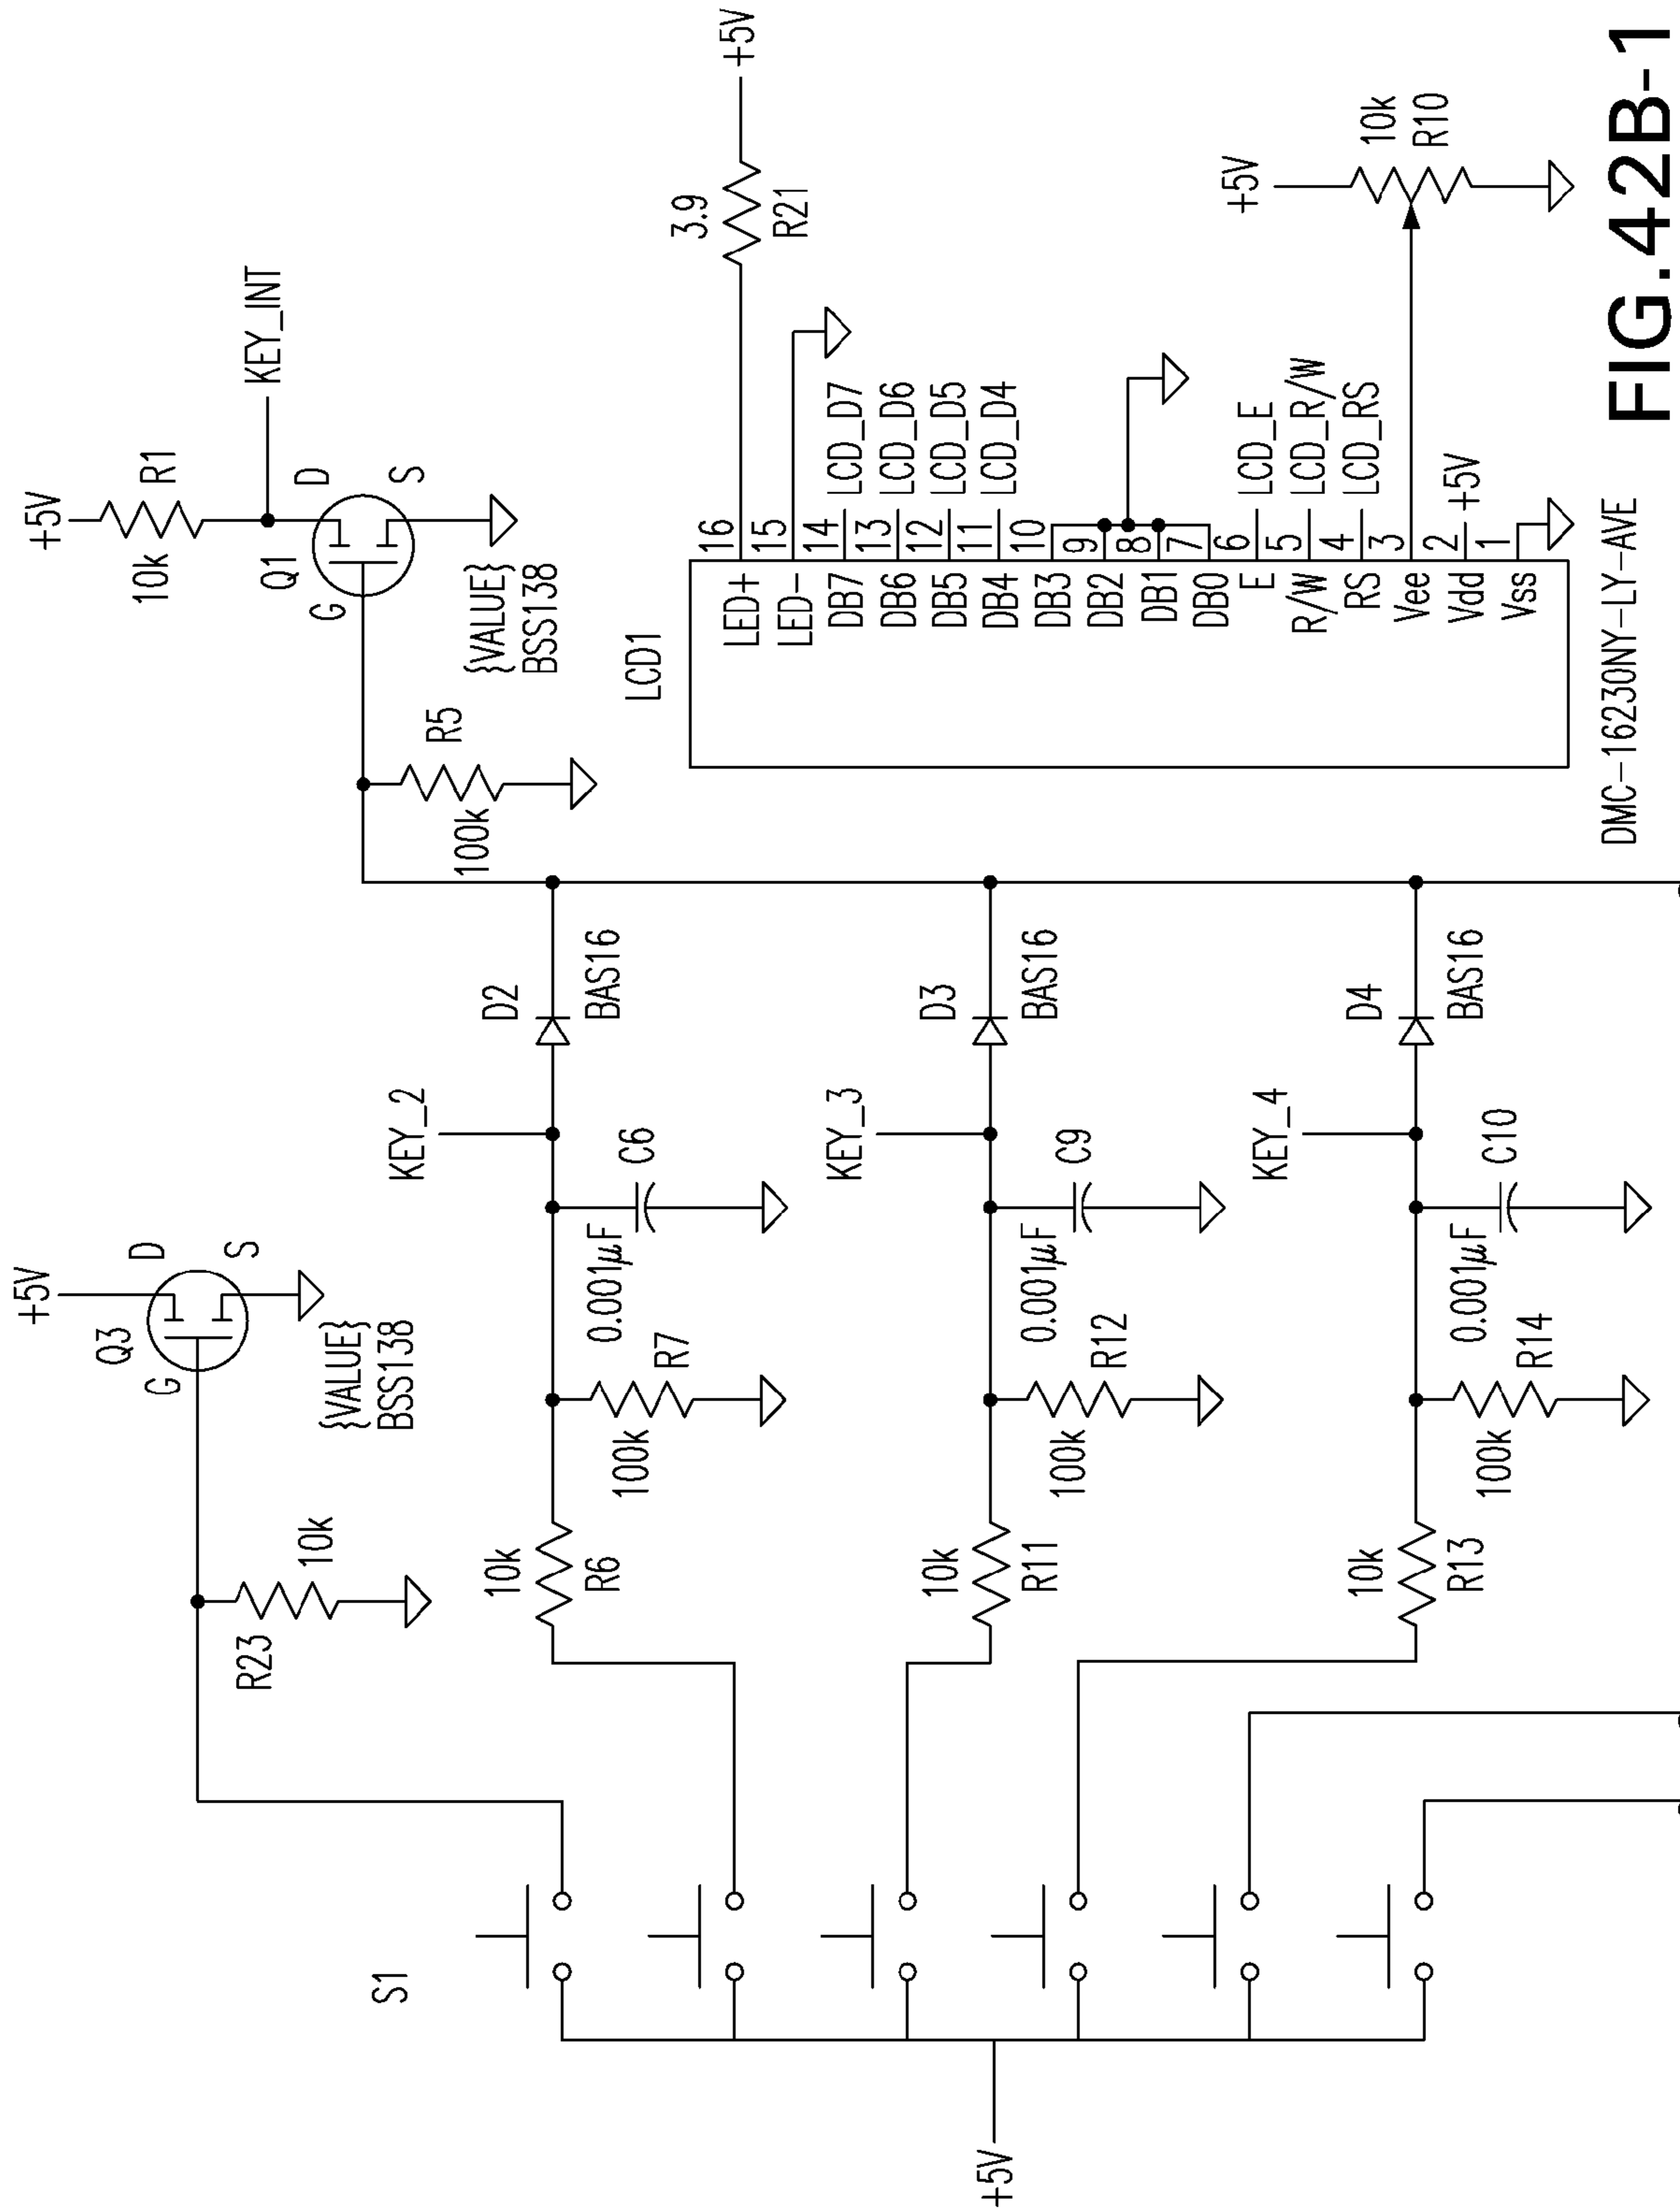 +5V
10k
R1
KEY_INT
Q1
D
G
S
{VALUE}
BSS138
R5
100k
+5V
Q3
D
G
S
{VALUE}
BSS138
R23
10k
S1
+5V
10k
R6
100k
R7
0.001µF
C6
KEY_2
D2
BAS16
10k
R11
100k
R12
0.001µF
C9
KEY_3
D3
BAS16
10k
R13
100k
R14
0.001µF
C10
KEY_4
D4
BAS16
LCD1
LED+ 16
3.9
R21
+5V
LED- 15
DB7 14 LCD_D7
DB6 13 LCD_D6
DB5 12 LCD_D5
DB4 11 LCD_D4
DB3 10
DB2 9
DB1 8
DB0 7
E 6 LCD_E
R/W 5 LCD_R/W
RS 4 LCD_RS
Vee 3
Vdd 2 +5V
Vss 1
+5V
10k
R10
DMC-16230NY-LY-AVE
FIG.42B-1